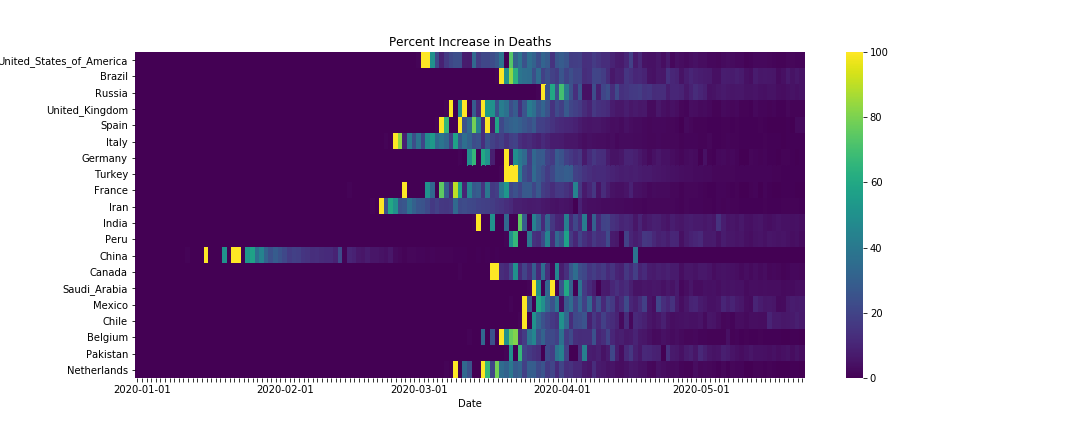 Percent Increase in Deaths
United_States_of_America
Brazil
Russia
United_Kingdom
Spain
Italy
Germany
Turkey
France
Iran
India
Peru
China
Canada
Saudi_Arabia
Mexico
Chile
Belgium
Pakistan
Netherlands
2020-01-01 2020-02-01 2020-03-01 2020-04-01 2020-05-01
Date
100
80
60
40
20
0